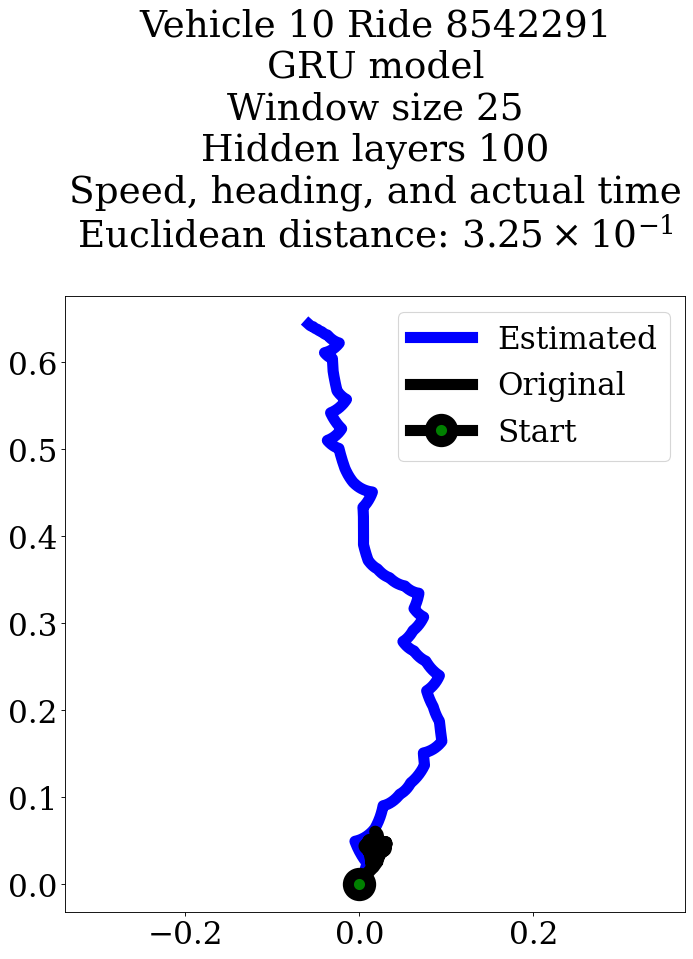 Vehicle 10 Ride 8542291
GRU model
Window size 25
Hidden layers 100
Speed, heading, and actual time
Euclidean distance: 3.25 × 10⁻¹
Estimated
Original
Start
0.6
0.5
0.4
0.3
0.2
0.1
0.0
−0.2 0.0 0.2